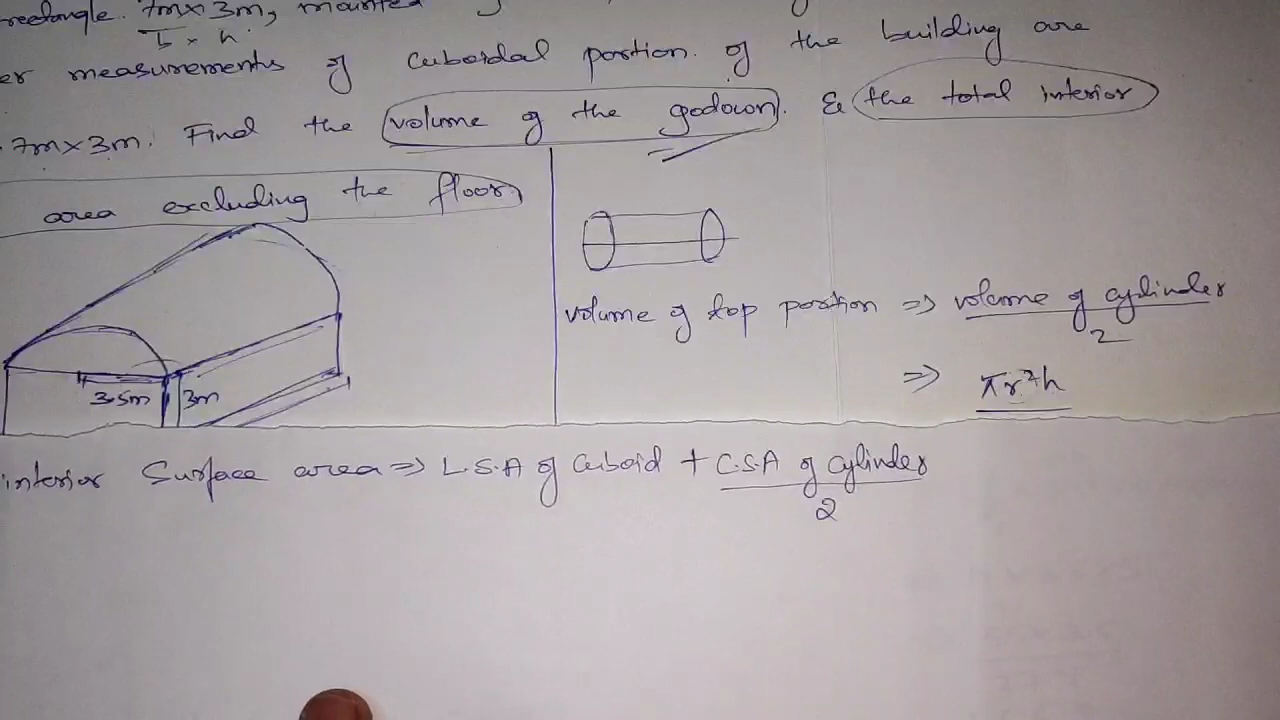 rectangle. 7m×3m, mounted
b × h.
er measurements of cuboidal portion of the building are
7m×3m. Find the volume of the godown. & the total interior
area excluding the floor.
volume of top portion ⇒ volume of cylinder
2
⇒ πr²h
3.5m 3m
interior Surface area ⇒ L.S.A of cuboid + C.S.A of cylinder
2